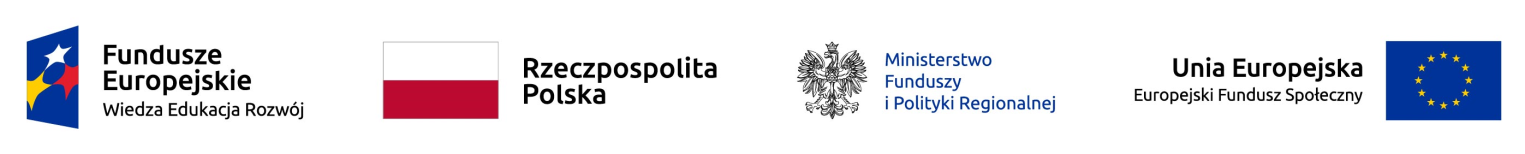 Fundusze
Europejskie
Wiedza Edukacja Rozwój
Rzeczpospolita
Polska
Ministerstwo
Funduszy
i Polityki Regionalnej
Unia Europejska
Europejski Fundusz Społeczny